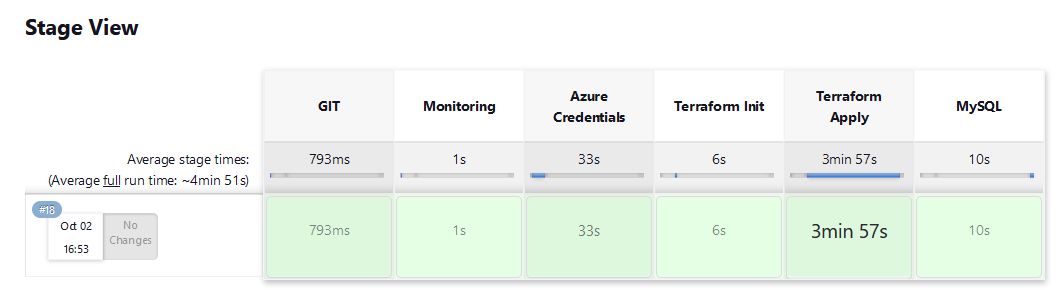 Stage View
GIT
Monitoring
Azure
Credentials
Terraform Init
Terraform
Apply
MySQL
Average stage times:
(Average full run time: ~4min 51s)
793ms
1s
33s
6s
3min 57s
10s
#18
Oct 02
16:53
No
Changes
793ms
1s
33s
6s
3min 57s
10s